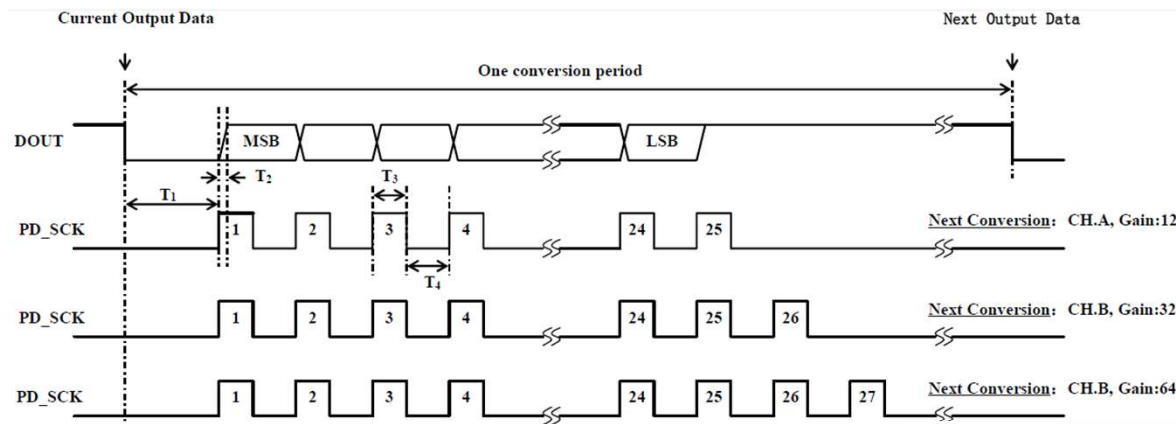 Current Output Data
Next Output Data
One conversion period
DOUT
MSB
LSB
T₂
T₃
T₁
PD_SCK
1
2
3
4
24
25
Next Conversion：CH.A, Gain:12
T₄
PD_SCK
1
2
3
4
24
25
26
Next Conversion：CH.B, Gain:32
PD_SCK
1
2
3
4
24
25
26
27
Next Conversion：CH.B, Gain:64